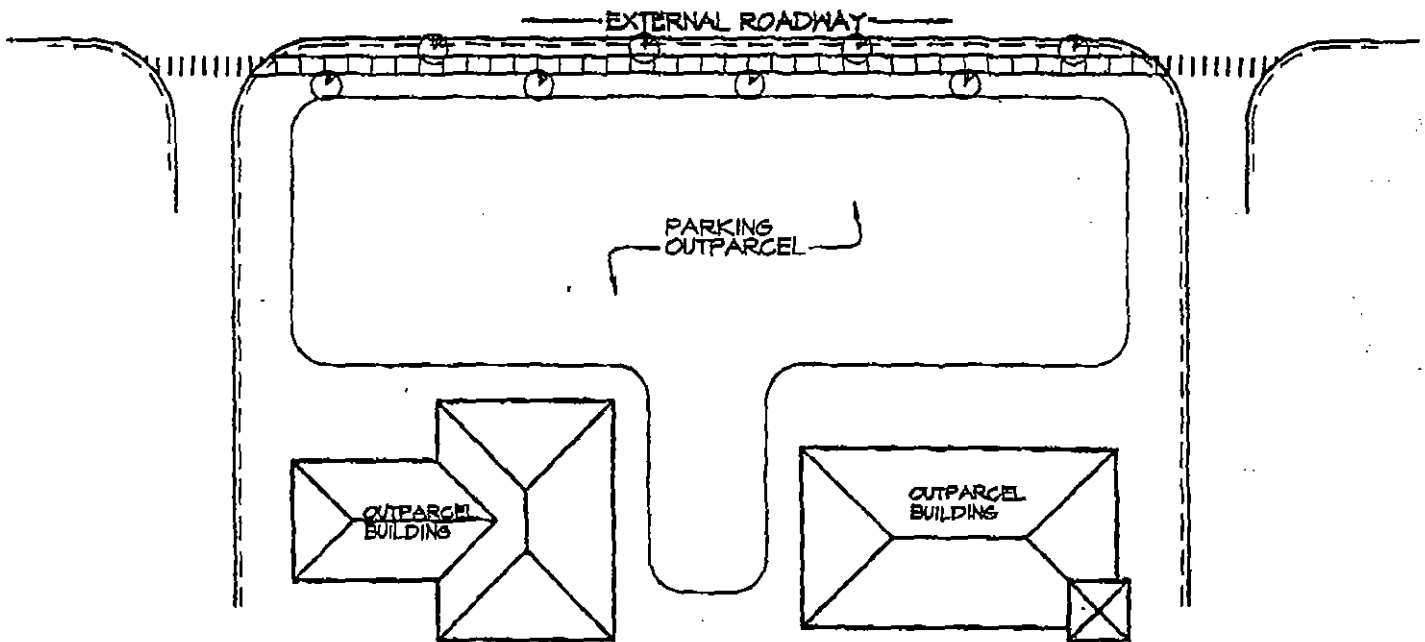 EXTERNAL ROADWAY
PARKING
OUTPARCEL
OUTPARCEL
BUILDING
OUTPARCEL
BUILDING